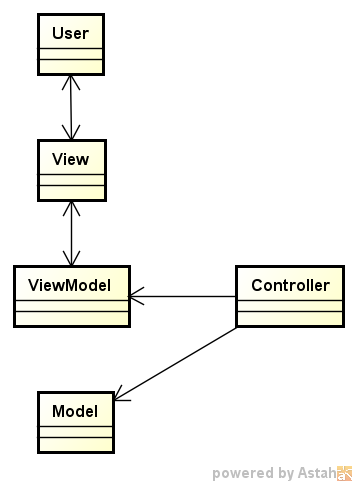 User
View
ViewModel
Controller
Model
powered by Astah